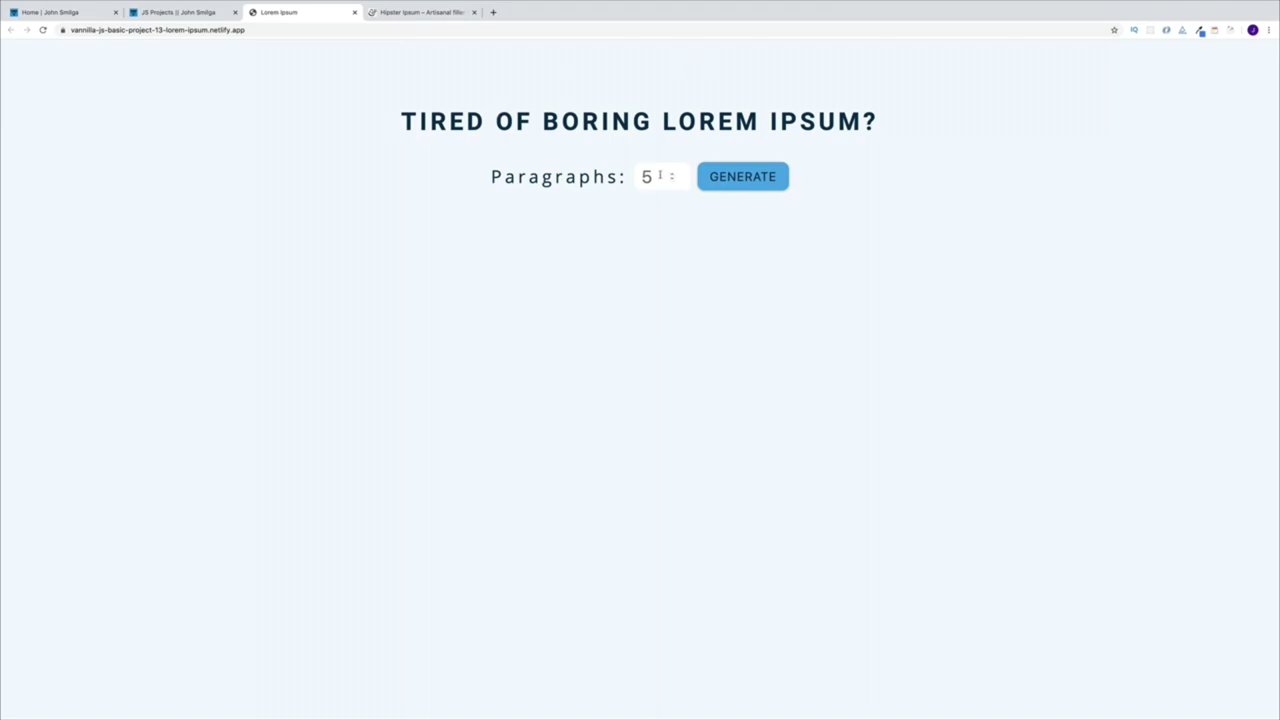 Home | John Smilga
JS Projects || John Smilga
Lorem Ipsum
Hipster Ipsum – Artisanal filler
vannilla-js-basic-project-13-lorem-ipsum.netlify.app
J
TIRED OF BORING LOREM IPSUM?
Paragraphs: 5 GENERATE